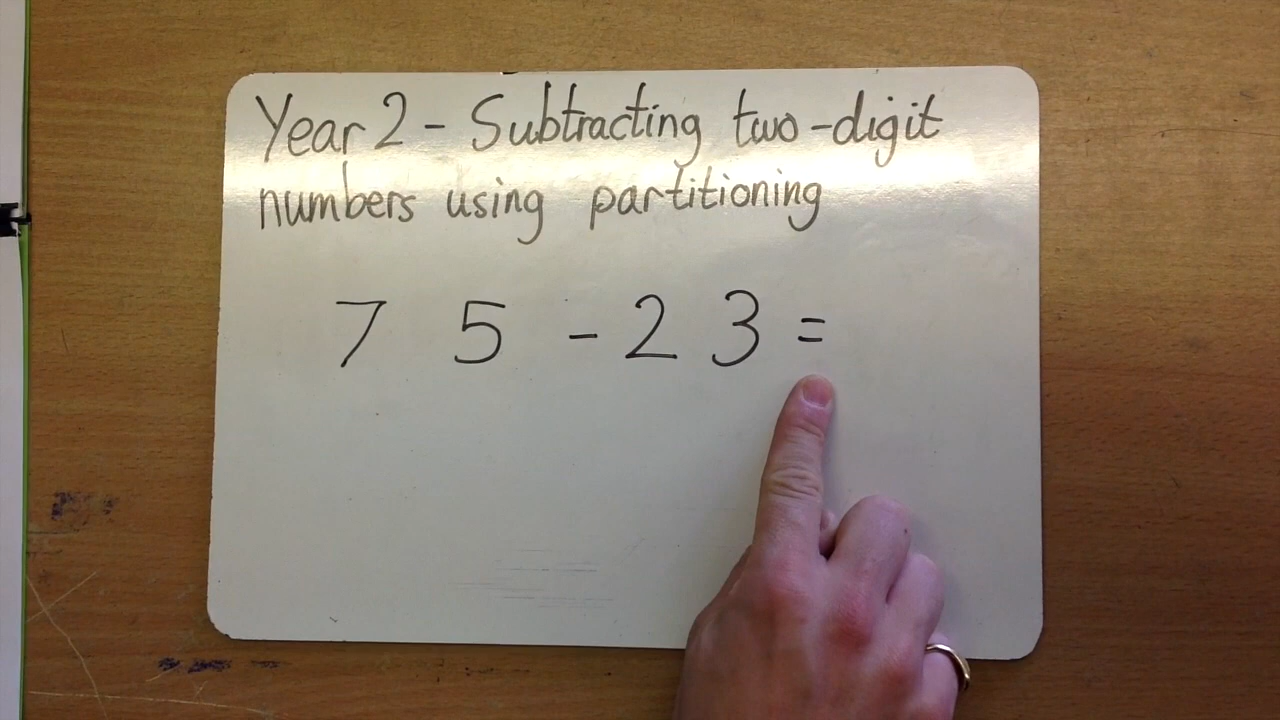 Year 2 - Subtracting two-digit
numbers using partitioning
7 5 - 2 3 =